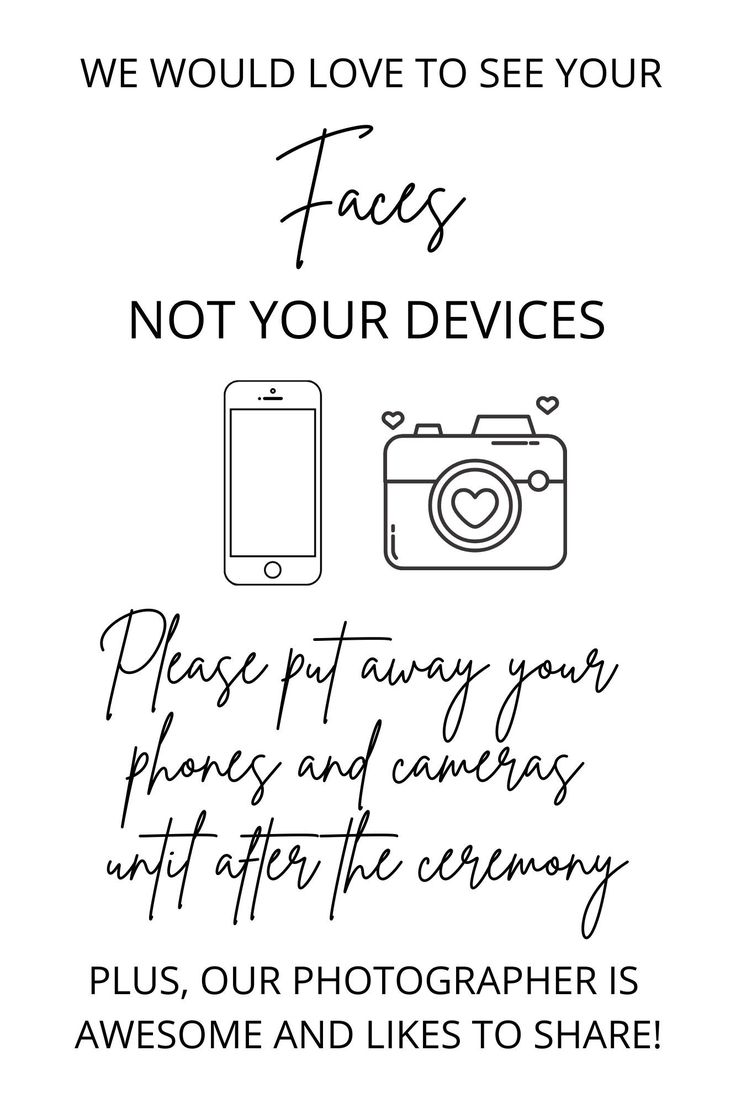 WE WOULD LOVE TO SEE YOUR
Faces
NOT YOUR DEVICES
Please put away your
phones and cameras
until after the ceremony
PLUS, OUR PHOTOGRAPHER IS
AWESOME AND LIKES TO SHARE!